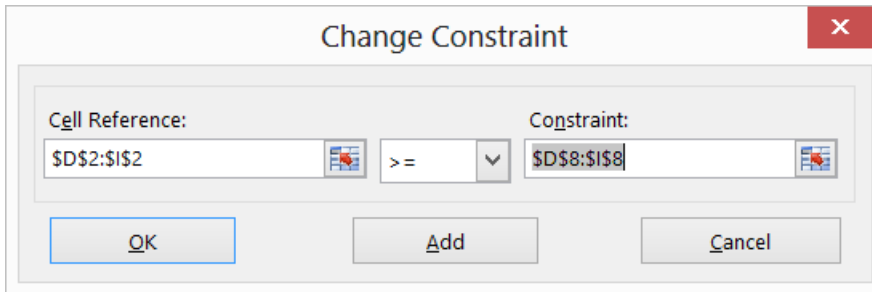 Change Constraint
Cell Reference:
Constraint:
$D$2:$I$2
>=
$D$8:$I$8
OK
Add
Cancel